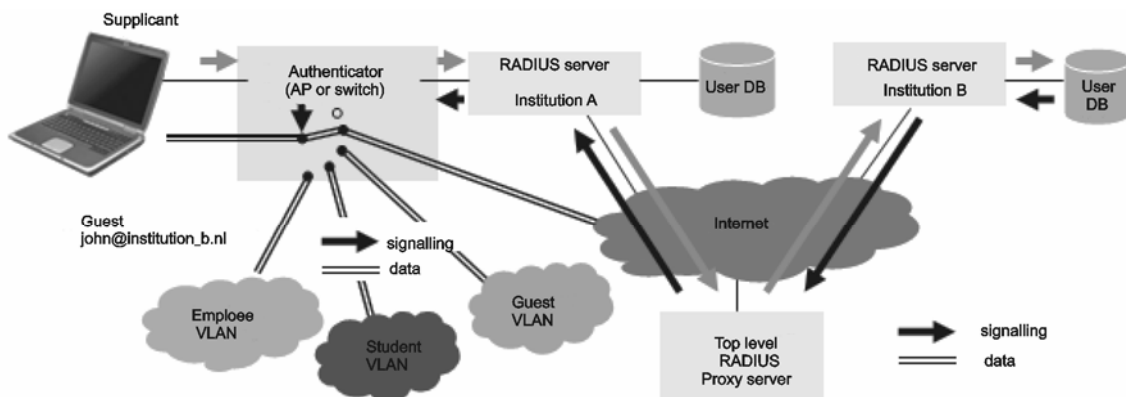 Supplicant
Authenticator
(AP or switch)
RADIUS server
Institution A
User DB
RADIUS server
Institution B
User
DB
Guest
john@institution_b.nl
signalling
data
Internet
Emploee
VLAN
Student
VLAN
Guest
VLAN
Top level
RADIUS
Proxy server
signalling
data